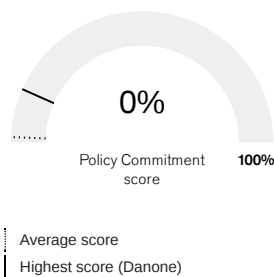 0%
Policy Commitment 100%
score
Average score
Highest score (Danone)